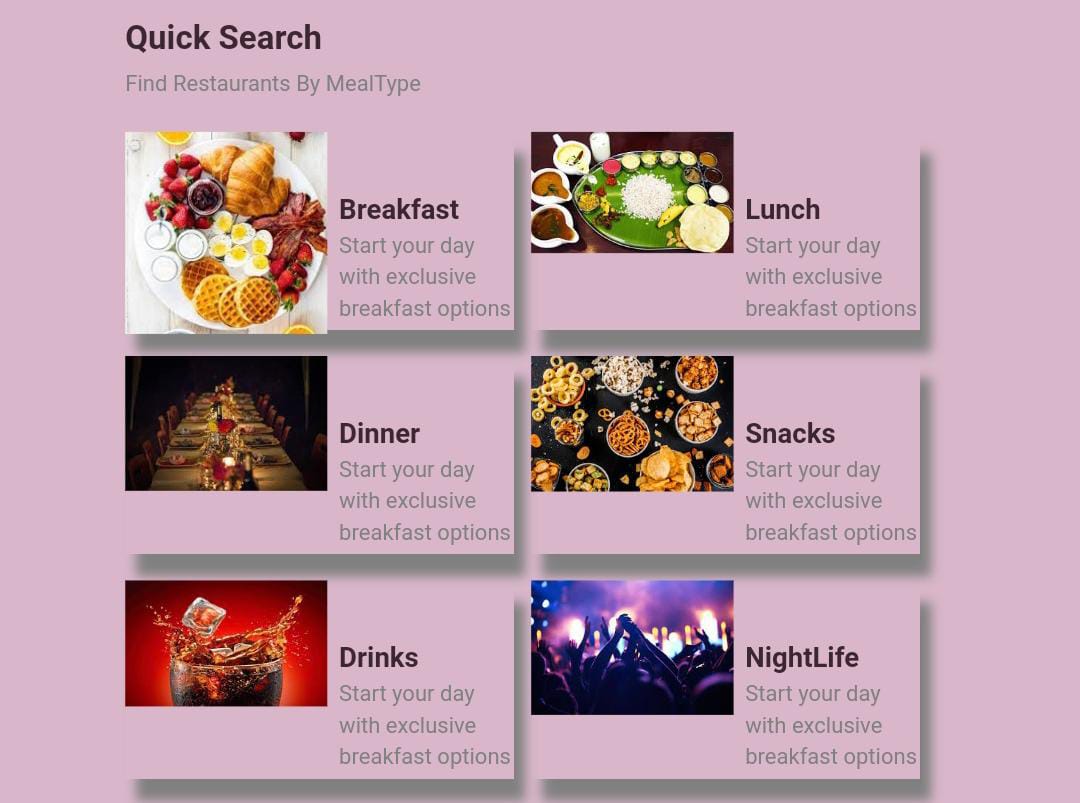 Quick Search
Find Restaurants By MealType
Breakfast
Start your day
with exclusive
breakfast options
Lunch
Start your day
with exclusive
breakfast options
Dinner
Start your day
with exclusive
breakfast options
Snacks
Start your day
with exclusive
breakfast options
Drinks
Start your day
with exclusive
breakfast options
NightLife
Start your day
with exclusive
breakfast options